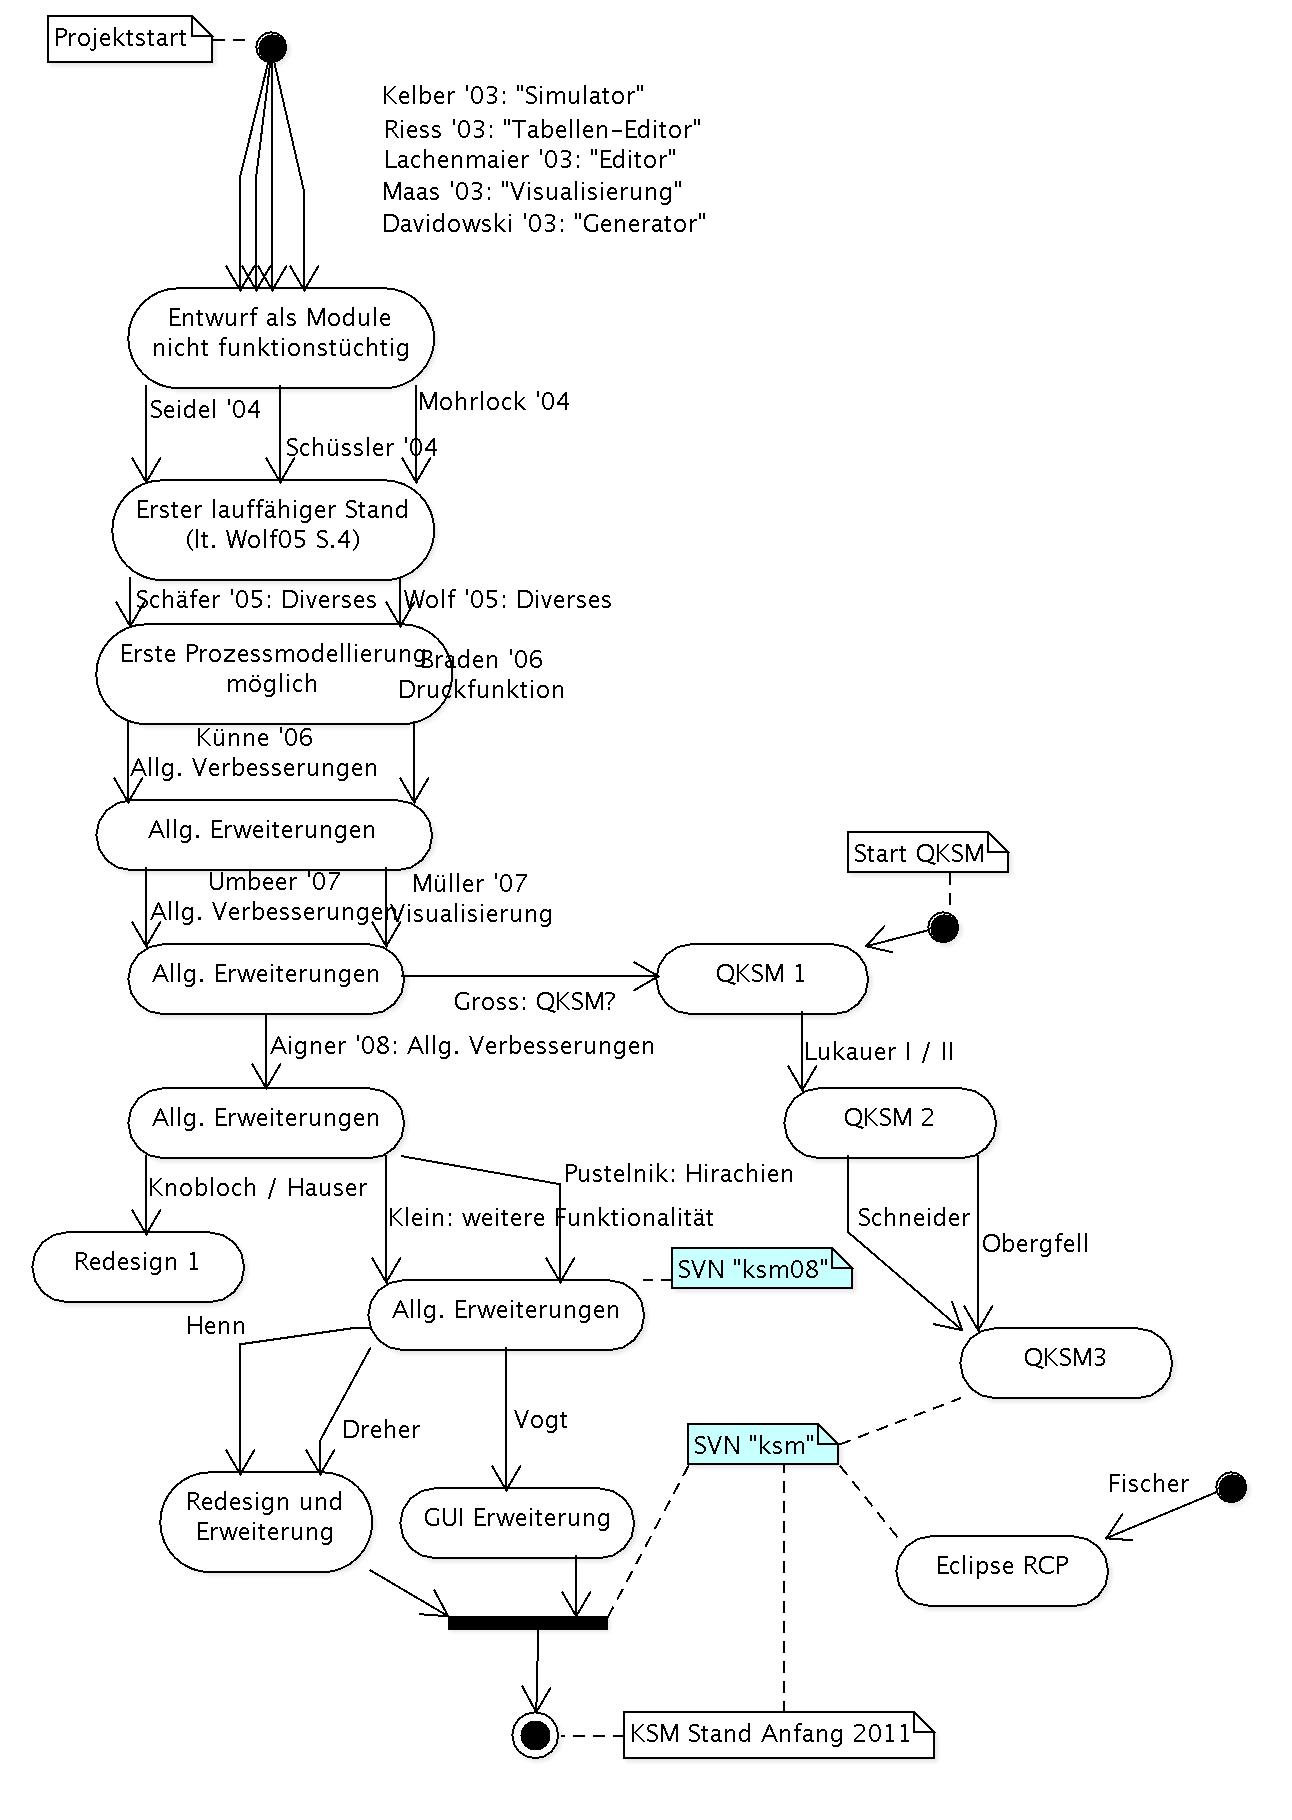 Projektstart
Kelber '03: "Simulator"
Riess '03: "Tabellen-Editor"
Lachenmaier '03: "Editor"
Maas '03: "Visualisierung"
Davidowski '03: "Generator"
Entwurf als Module
nicht funktionstüchtig
Seidel '04
Mohrlock '04
Schüssler '04
Erster lauffähiger Stand
(lt. Wolf05 S.4)
Schäfer '05: Diverses
Wolf '05: Diverses
Erste Prozessmodellierung
möglich
Braden '06
Druckfunktion
Künne '06
Allg. Verbesserungen
Allg. Erweiterungen
Start QKSM
Umbeer '07
Allg. Verbesserungen
Müller '07
Visualisierung
Allg. Erweiterungen
QKSM 1
Gross: QKSM?
Aigner '08: Allg. Verbesserungen
Lukauer I / II
Allg. Erweiterungen
QKSM 2
Knobloch / Hauser
Pustelnik: Hirachien
Klein: weitere Funktionalität
Schneider
Obergfell
Redesign 1
SVN "ksm08"
Allg. Erweiterungen
Henn
QKSM3
Dreher
Vogt
SVN "ksm"
Fischer
Redesign und
Erweiterung
GUI Erweiterung
Eclipse RCP
KSM Stand Anfang 2011